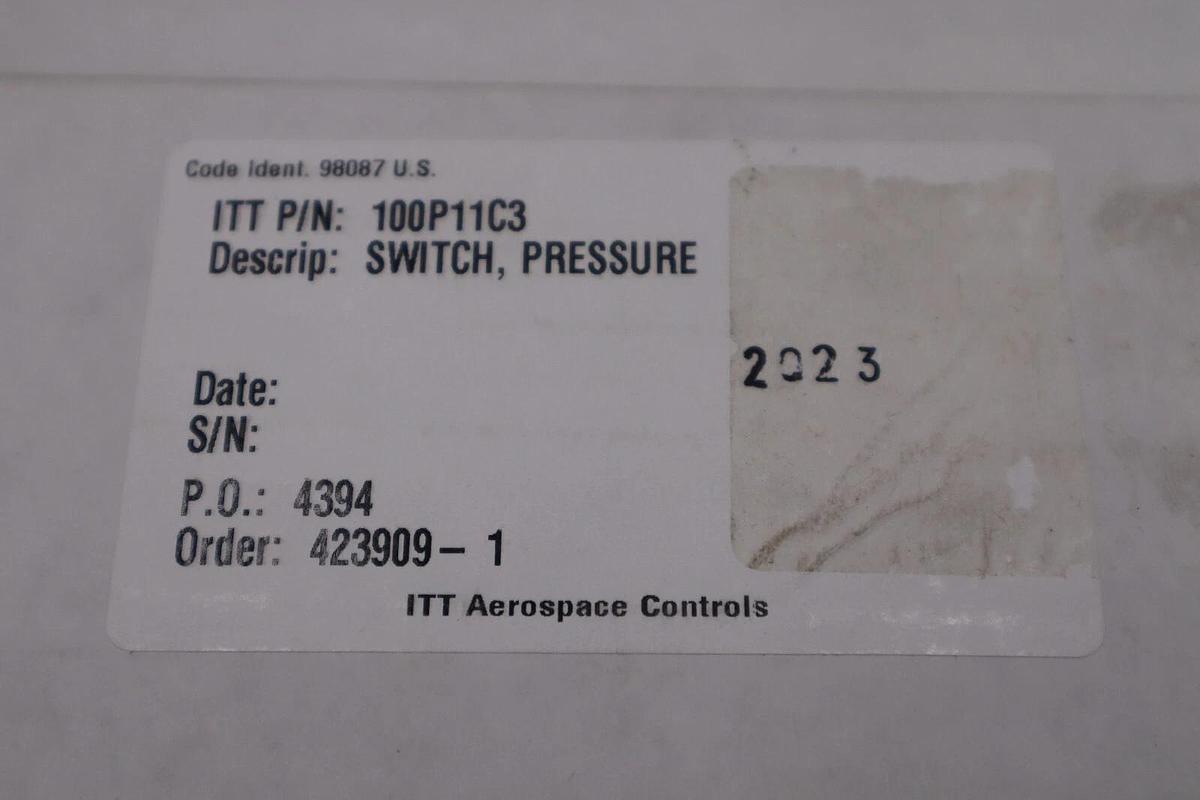 Code Ident. 98087 U.S.
ITT P/N: 100P11C3
Descrip: SWITCH, PRESSURE
2023
Date:
S/N:
P.O.: 4394
Order: 423909- 1
ITT Aerospace Controls